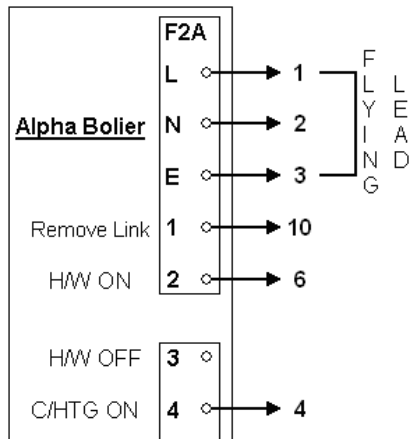 F2A
L 1
Alpha Bolier N 2
E 3
FLYING LEAD
Remove Link 1 10
H/W ON 2 6
H/W OFF 3
C/HTG ON 4 4